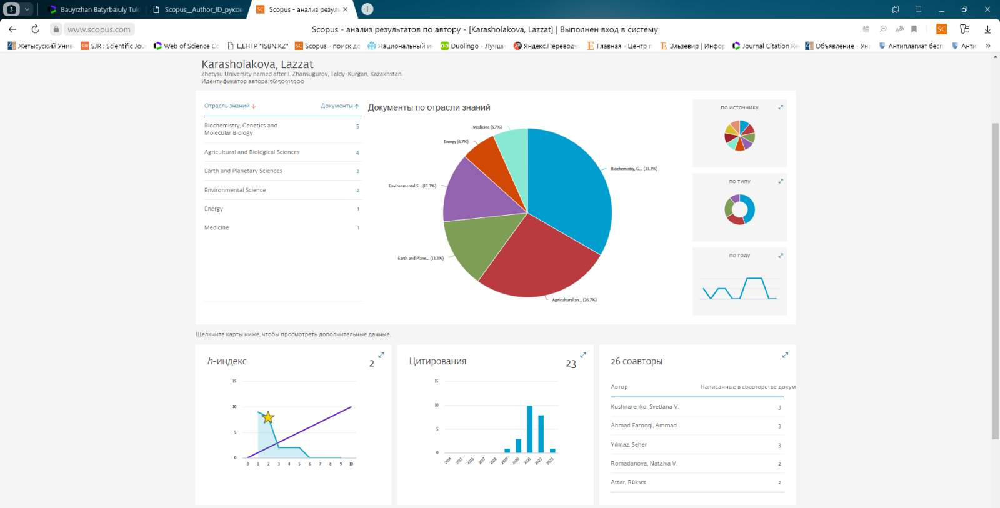 3
Bauyrzhan Batyrbaiuly Tuk
Scopus_Author_ID_руков
Scopus - анализ резуль
www.scopus.com
Scopus - анализ результатов по автору - [Karasholakova, Lazzat] | Выполнен вход в систему
SC
Жетысуский Унив
SJR : Scientific Jou
Web of Science Co
ЦЕНТР "ISBN.KZ"
Scopus - поиск до
Национальный и
Duolingo - Лучши
Яндекс.Переводч
Главная - Центр п
Эльзевир | Инфор
Journal Citation Re
Объявление - Ун
Антиплагиат бесп
Анти
Karasholakova, Lazzat
Zhetysu University named after I. Zhansugurov, Taldy-Kurgan, Kazakhstan
Идентификатор автора:56150915900
Отрасль знаний
Документы
Biochemistry, Genetics and
Molecular Biology
5
Agricultural and Biological Sciences 4
Earth and Planetary Sciences 2
Environmental Science 2
Energy 1
Medicine 1
Документы по отрасли знаний
Medicine (6.7%)
Energy (6.7%)
Environmental S... (13.3%)
Earth and Plane... (13.3%)
Biochemistry, G... (33.3%)
Agricultural an... (26.7%)
по источнику
по типу
по году
Щелкните карты ниже, чтобы просмотреть дополнительные данные.
h-индекс 2
15
10
5
0
0 1 2 3 4 5 6 7 8 9 10
Цитирования 23
15
10
5
0
2014 2015 2016 2017 2018 2019 2020 2021 2022 2023
26 соавторы
Автор Написанные в соавторстве докум
Kushnarenko, Svetlana V. 3
Ahmad Farooqi, Ammad 3
Yılmaz, Seher 3
Romadanova, Natalya V. 2
Attar, Rükset 2